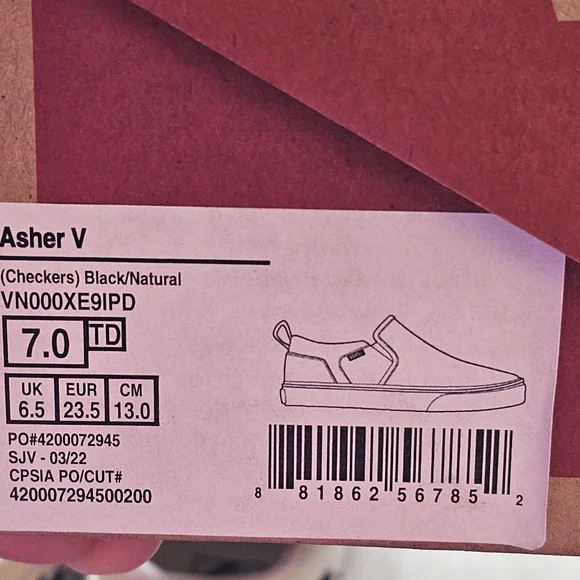 Asher V
(Checkers) Black/Natural
VN000XE9IPD
7.0 TD
UK EUR CM
6.5 23.5 13.0
PO#4200072945
SJV - 03/22
CPSIA PO/CUT#
420007294500200
VANS
8 81862 56785 2